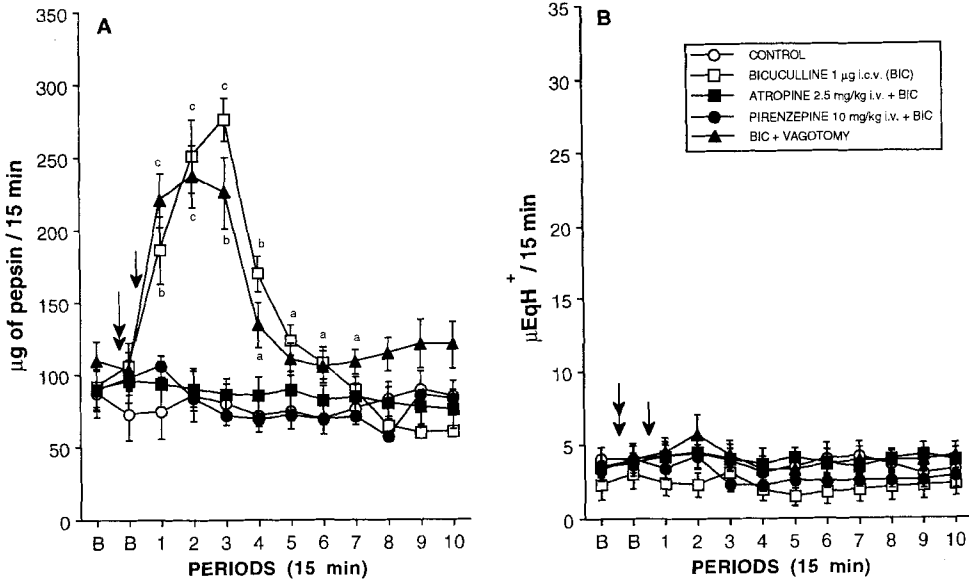 A
350
300
250
200
150
100
50
0
µg of pepsin / 15 min
c
c
c
c
b
b
b
a
a
a
a
B B 1 2 3 4 5 6 7 8 9 10
PERIODS (15 min)
B
35
30
25
20
15
10
5
0
µEqH+ / 15 min
CONTROL
BICUCULLINE 1 µg i.c.v. (BIC)
ATROPINE 2.5 mg/kg i.v. + BIC
PIRENZEPINE 10 mg/kg i.v. + BIC
BIC + VAGOTOMY
B B 1 2 3 4 5 6 7 8 9 10
PERIODS (15 min)